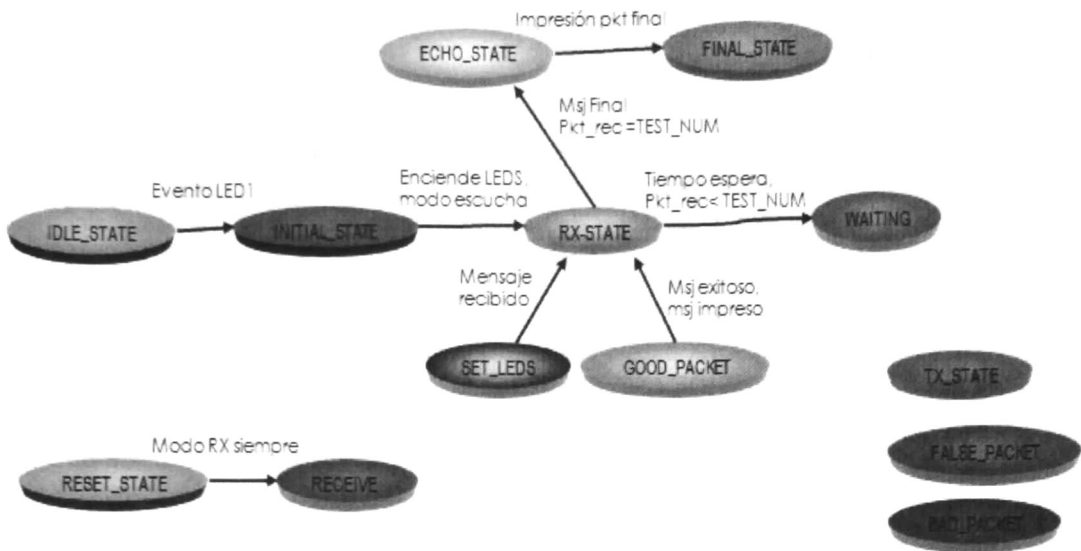 Impresión pkt final
ECHO_STATE
FINAL_STATE
Msj Final
Pkt_rec =TEST_NUM
Evento LED1
Enciende LEDS,
modo escucha
Tiempo espera,
Pkt_rec< TEST_NUM
IDLE_STATE
INITIAL_STATE
RX-STATE
WAITING
Mensaje
recibido
Msj exitoso,
msj impreso
SET_LEDS
GOOD_PACKET
TX_STATE
Modo RX siempre
FALSE_PACKET
RESET_STATE
RECEIVE
BAD_PACKET